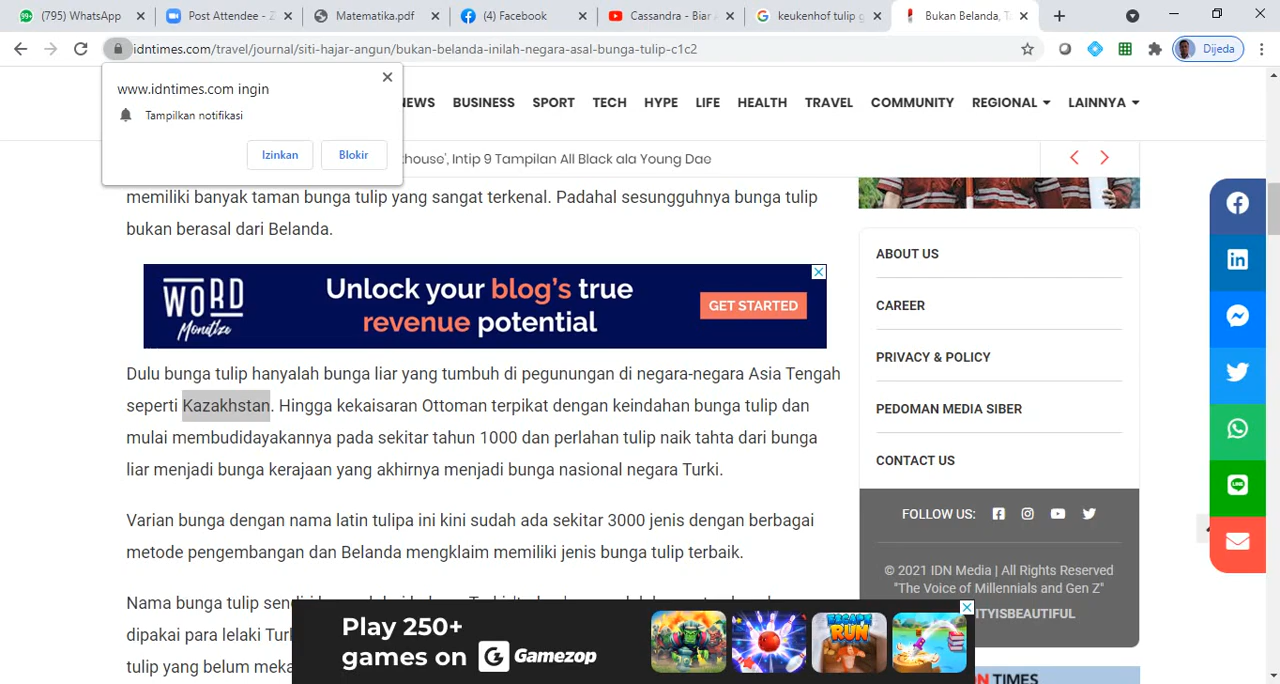 (795) WhatsApp
Post Attendee - Z
Matematika.pdf
(4) Facebook
Cassandra - Biar
keukenhof tulip g
Bukan Belanda, T
idntimes.com/travel/journal/siti-hajar-angun/bukan-belanda-inilah-negara-asal-bunga-tulip-c1c2
Dijeda
www.idntimes.com ingin
Tampilkan notifikasi
Izinkan
Blokir
NEWS BUSINESS SPORT TECH HYPE LIFE HEALTH TRAVEL COMMUNITY REGIONAL LAINNYA
house', Intip 9 Tampilan All Black ala Young Dae
memiliki banyak taman bunga tulip yang sangat terkenal. Padahal sesungguhnya bunga tulip
bukan berasal dari Belanda.
WORD
Monetize
Unlock your blog's true
revenue potential
GET STARTED
Dulu bunga tulip hanyalah bunga liar yang tumbuh di pegunungan di negara-negara Asia Tengah
seperti Kazakhstan. Hingga kekaisaran Ottoman terpikat dengan keindahan bunga tulip dan
mulai membudidayakannya pada sekitar tahun 1000 dan perlahan tulip naik tahta dari bunga
liar menjadi bunga kerajaan yang akhirnya menjadi bunga nasional negara Turki.
Varian bunga dengan nama latin tulipa ini kini sudah ada sekitar 3000 jenis dengan berbagai
metode pengembangan dan Belanda mengklaim memiliki jenis bunga tulip terbaik.
Nama bunga tulip
dipakai para lelaki
tulip yang belum
Play 250+
games on Gamezop
ESCAPE
RUN
ABOUT US
CAREER
PRIVACY & POLICY
PEDOMAN MEDIA SIBER
CONTACT US
FOLLOW US:
© 2021 IDN Media | All Rights Reserved
"The Voice of Millennials and Gen Z"
ITYISBEAUTIFUL
TIMES
LINE